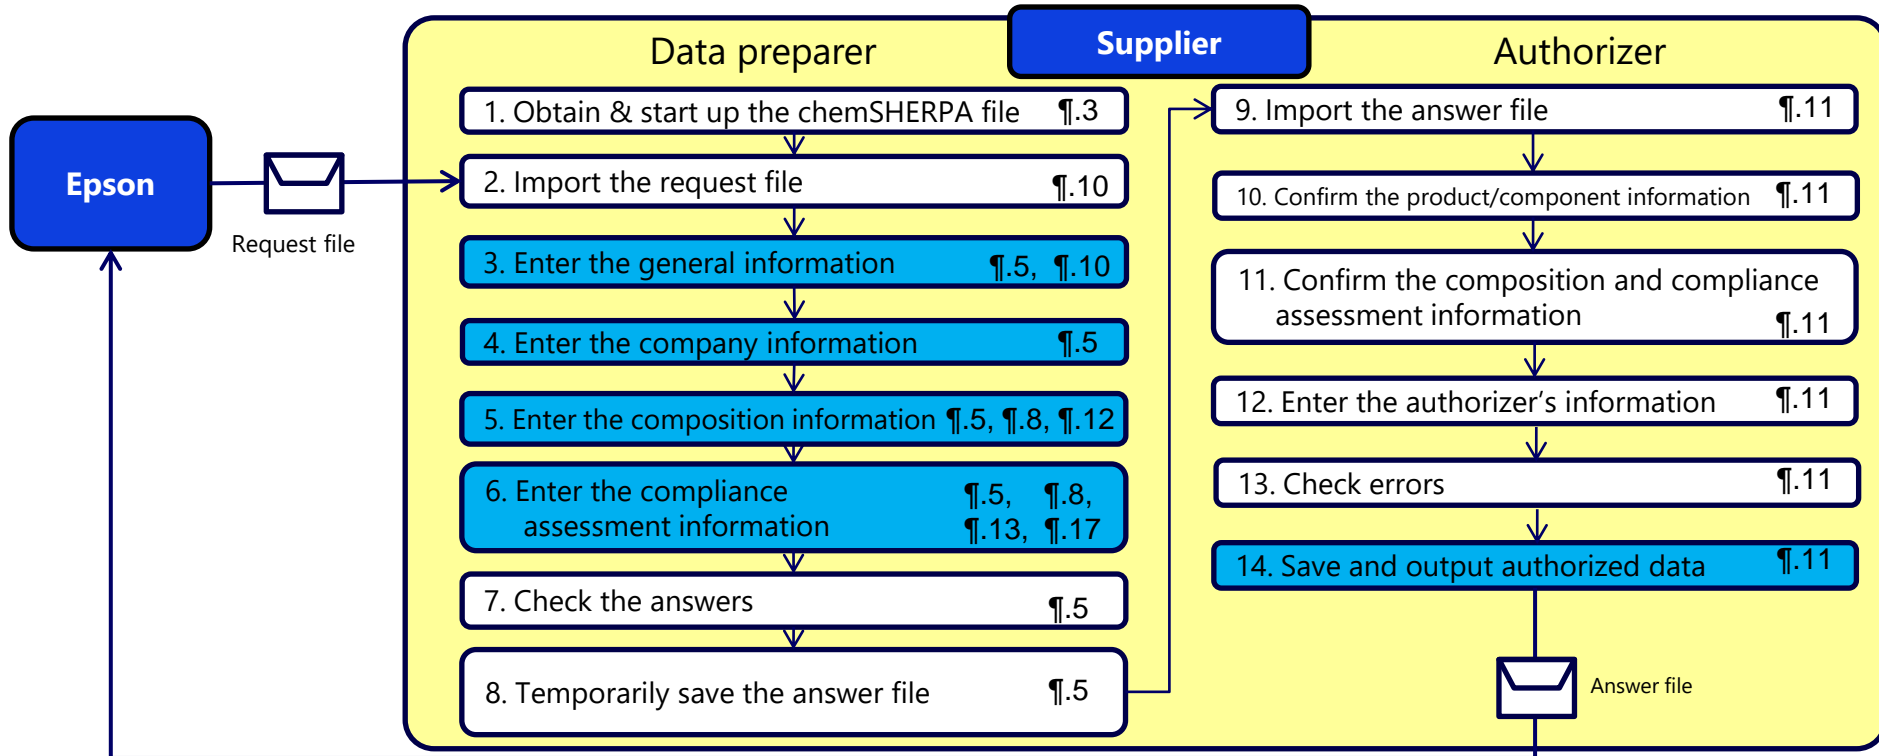 Supplier
Data preparer
Authorizer
Epson
Request file
1. Obtain & start up the chemSHERPA file ¶.3
2. Import the request file ¶.10
3. Enter the general information ¶.5, ¶.10
4. Enter the company information ¶.5
5. Enter the composition information ¶.5, ¶.8, ¶.12
6. Enter the compliance ¶.5, ¶.8,
assessment information ¶.13, ¶.17
7. Check the answers ¶.5
8. Temporarily save the answer file ¶.5
9. Import the answer file ¶.11
10. Confirm the product/component information ¶.11
11. Confirm the composition and compliance
assessment information ¶.11
12. Enter the authorizer’s information ¶.11
13. Check errors ¶.11
14. Save and output authorized data ¶.11
Answer file